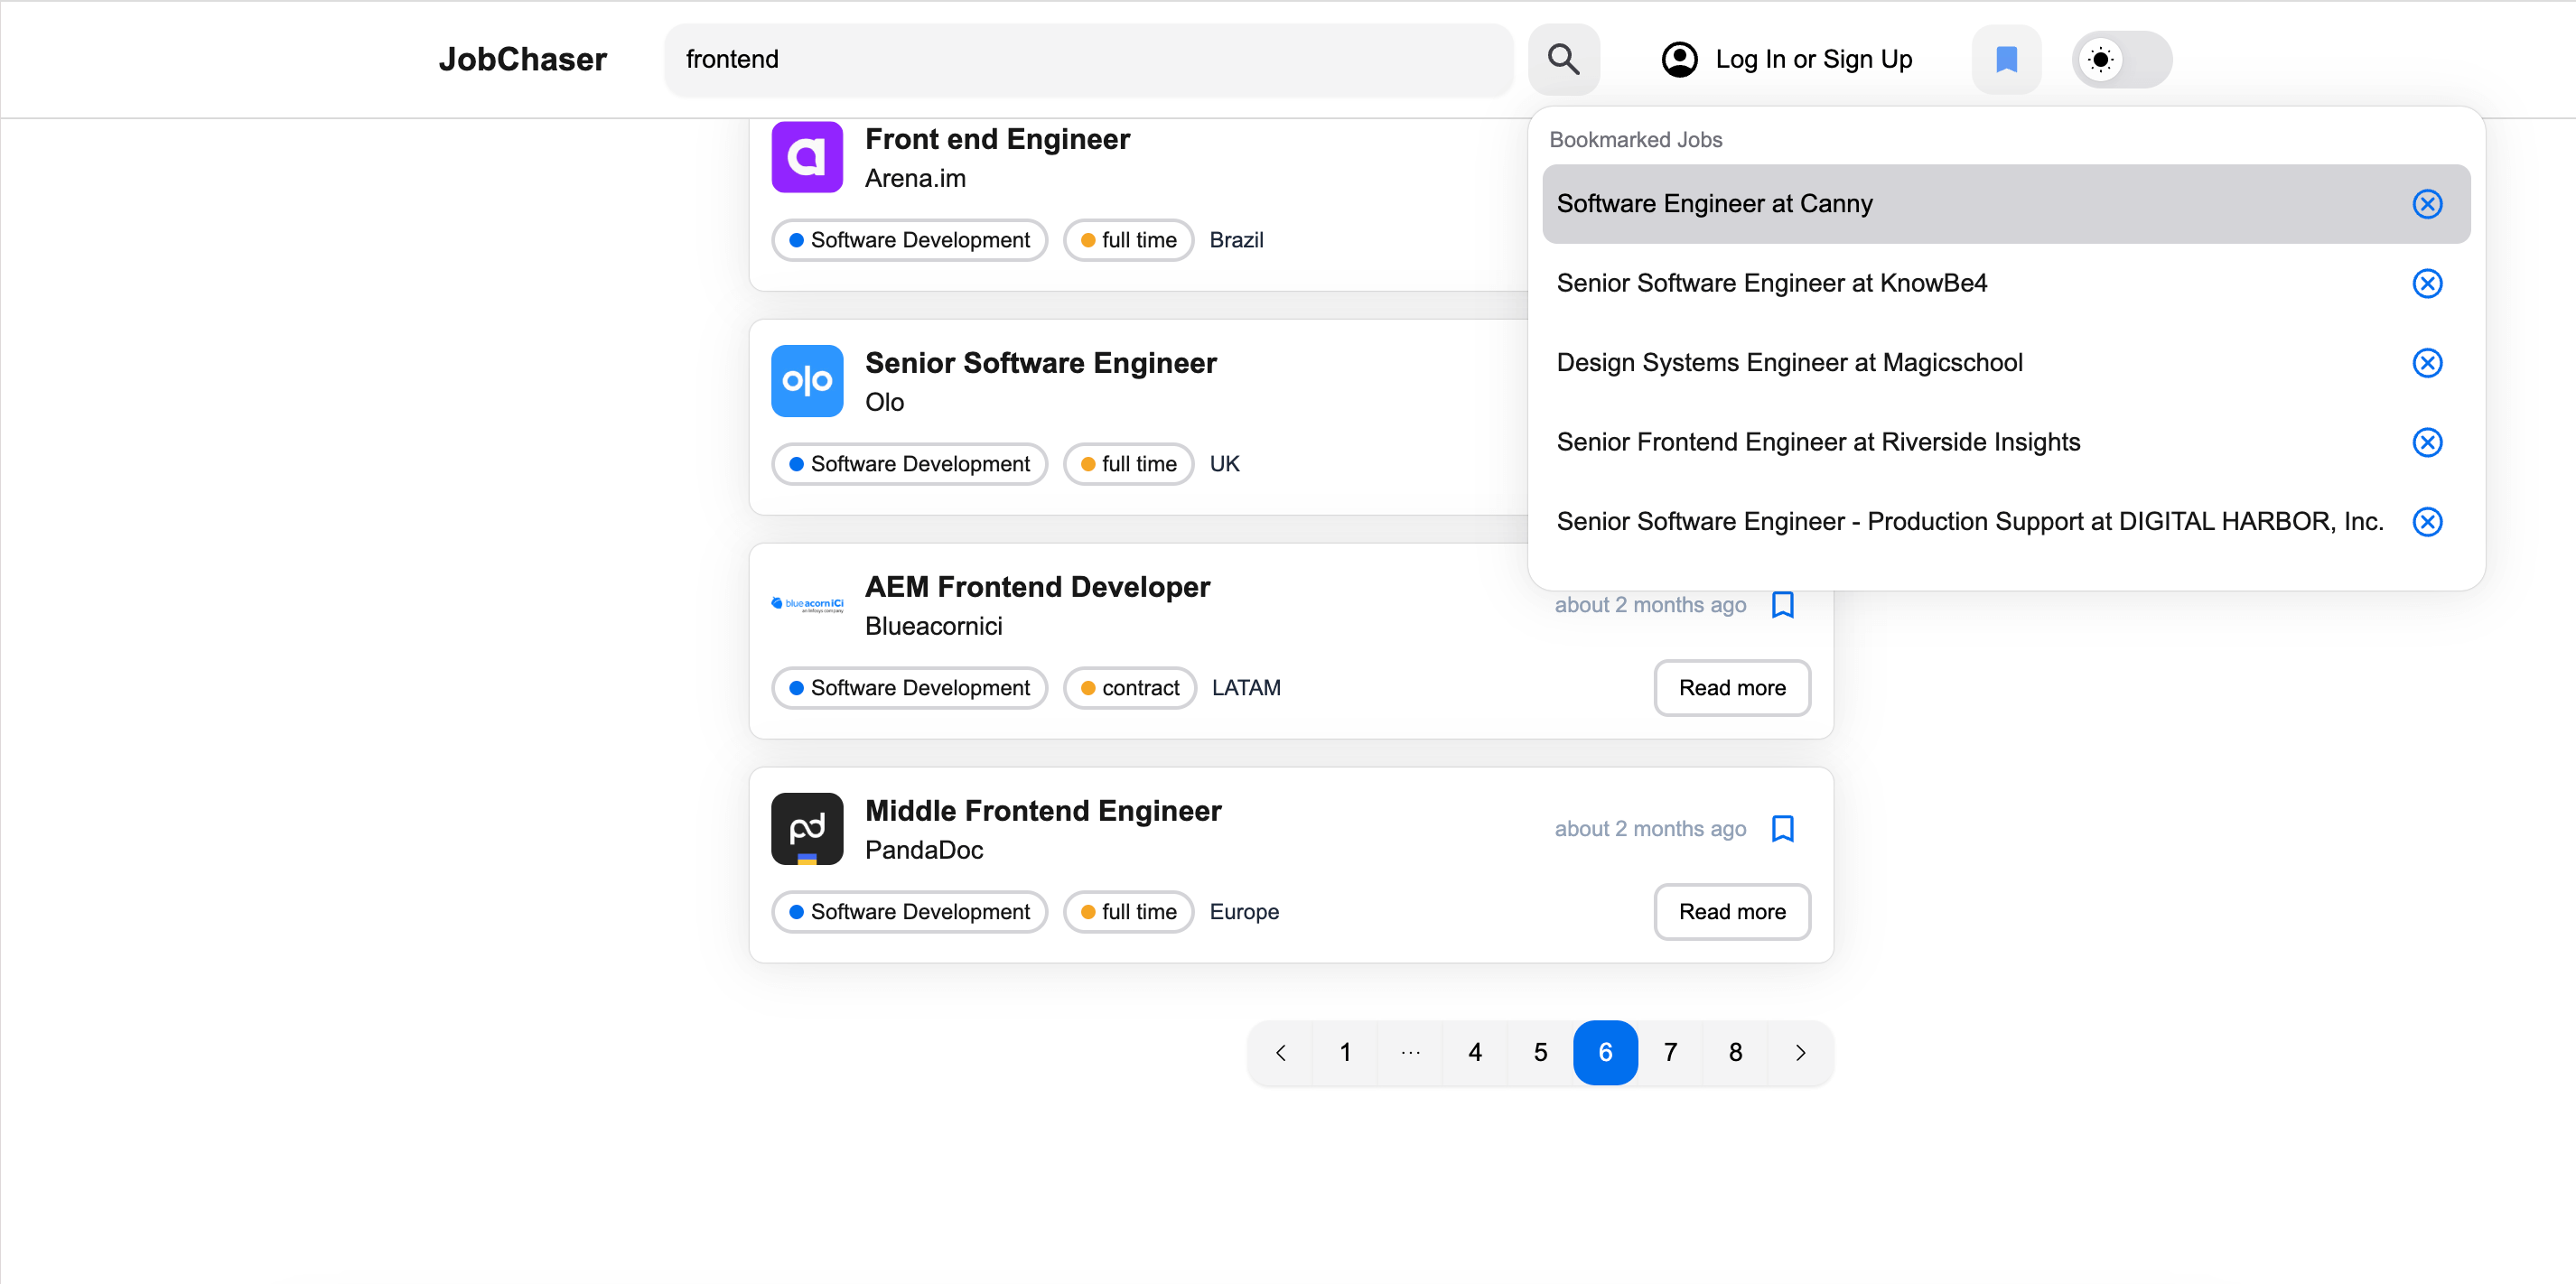 JobChaser
frontend
Log In or Sign Up
Bookmarked Jobs
Software Engineer at Canny
Senior Software Engineer at KnowBe4
Design Systems Engineer at Magicschool
Senior Frontend Engineer at Riverside Insights
Senior Software Engineer - Production Support at DIGITAL HARBOR, Inc.
a
Front end Engineer
Arena.im
Software Development
full time
Brazil
olo
Senior Software Engineer
Olo
Software Development
full time
UK
blueacorniCi
an Infosys company
AEM Frontend Developer
Blueacornici
about 2 months ago
Software Development
contract
LATAM
Read more
pd
Middle Frontend Engineer
PandaDoc
about 2 months ago
Software Development
full time
Europe
Read more
1 ... 4 5 6 7 8